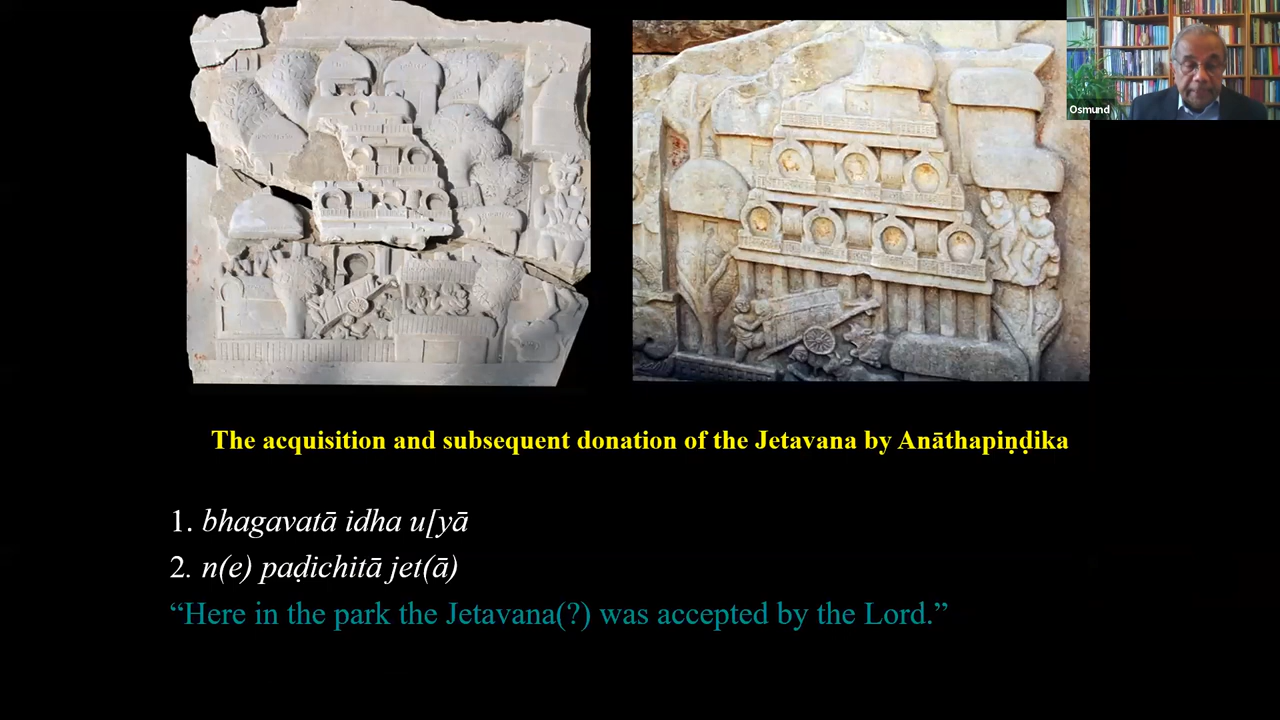 Osmund
The acquisition and subsequent donation of the Jetavana by Anāthapiṇḍika
1. bhagavatā idha u[yā
2. n(e) paḍichitā jet(ā)
“Here in the park the Jetavana(?) was accepted by the Lord.”